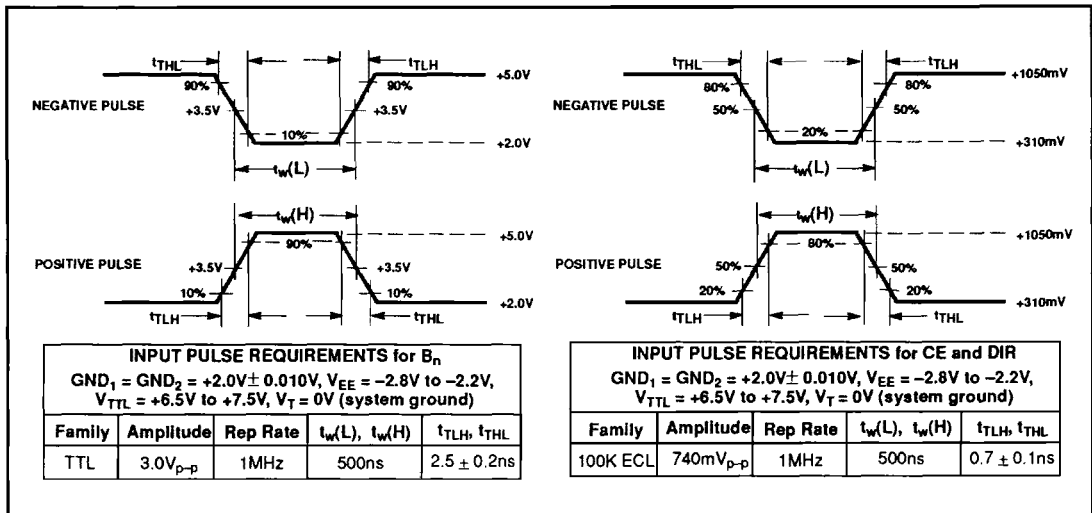 tTHL
tTLH
90%
90%
+5.0V
NEGATIVE PULSE
+3.5V
+3.5V
10%
+2.0V
tw(L)
tw(H)
+5.0V
90%
POSITIVE PULSE
+3.5V
+3.5V
10%
10%
+2.0V
tTLH
tTHL
INPUT PULSE REQUIREMENTS for Bn
GND1 = GND2 = +2.0V± 0.010V, VEE = –2.8V to –2.2V,
VTTL = +6.5V to +7.5V, VT = 0V (system ground)
Family Amplitude Rep Rate tw(L), tw(H) tTLH, tTHL
TTL 3.0Vp–p 1MHz 500ns 2.5 ± 0.2ns
tTHL
tTLH
80%
80%
+1050mV
NEGATIVE PULSE
50%
50%
20%
+310mV
tw(L)
tw(H)
+1050mV
80%
POSITIVE PULSE
50%
50%
20%
20%
+310mV
tTLH
tTHL
INPUT PULSE REQUIREMENTS for CE and DIR
GND1 = GND2 = +2.0V± 0.010V, VEE = –2.8V to –2.2V,
VTTL = +6.5V to +7.5V, VT = 0V (system ground)
Family Amplitude Rep Rate tw(L), tw(H) tTLH, tTHL
100K ECL 740mVp–p 1MHz 500ns 0.7 ± 0.1ns